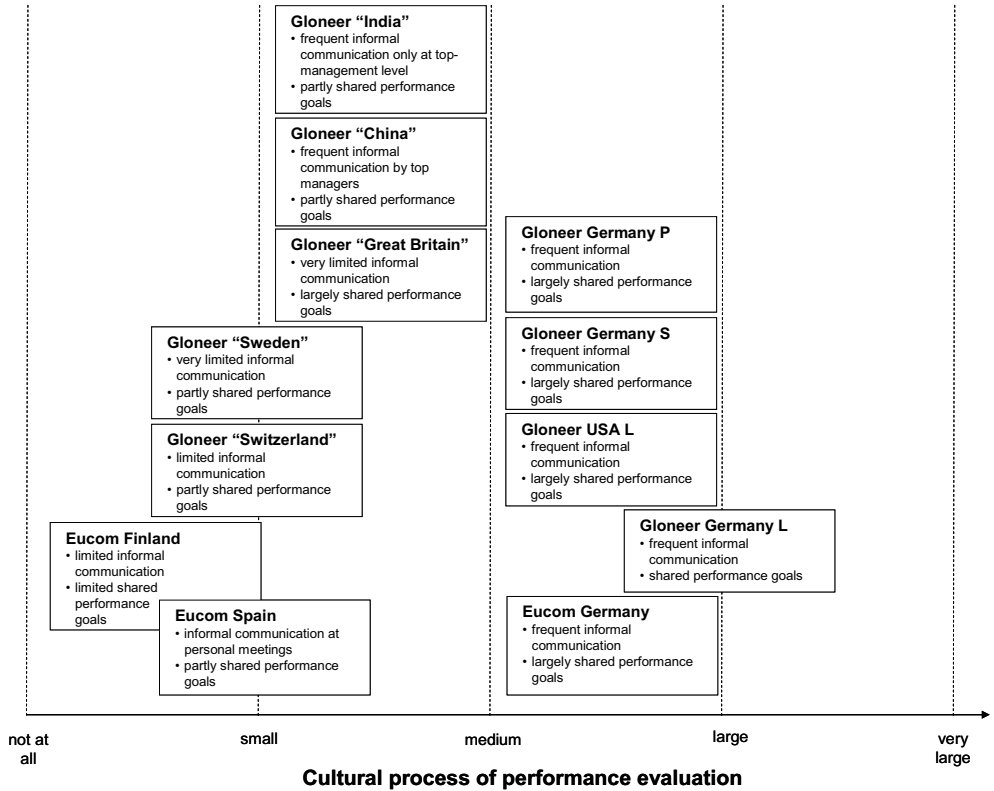 Gloneer “India”
• frequent informal
communication only at top-
management level
• partly shared performance
goals
Gloneer “China”
• frequent informal
communication by top
managers
• partly shared performance
goals
Gloneer “Great Britain”
• very limited informal
communication
• largely shared performance
goals
Gloneer “Sweden”
• very limited informal
communication
• partly shared performance
goals
Gloneer “Switzerland”
• limited informal
communication
• partly shared performance
goals
Eucom Finland
• limited informal
communication
• limited shared
performance
goals
Eucom Spain
• informal communication at
personal meetings
• partly shared performance
goals
Gloneer Germany P
• frequent informal
communication
• largely shared performance
goals
Gloneer Germany S
• frequent informal
communication
• largely shared performance
goals
Gloneer USA L
• frequent informal
communication
• largely shared performance
goals
Gloneer Germany L
• frequent informal
communication
• shared performance goals
Eucom Germany
• frequent informal
communication
• largely shared performance
goals
not at
all
small
medium
large
very
large
Cultural process of performance evaluation